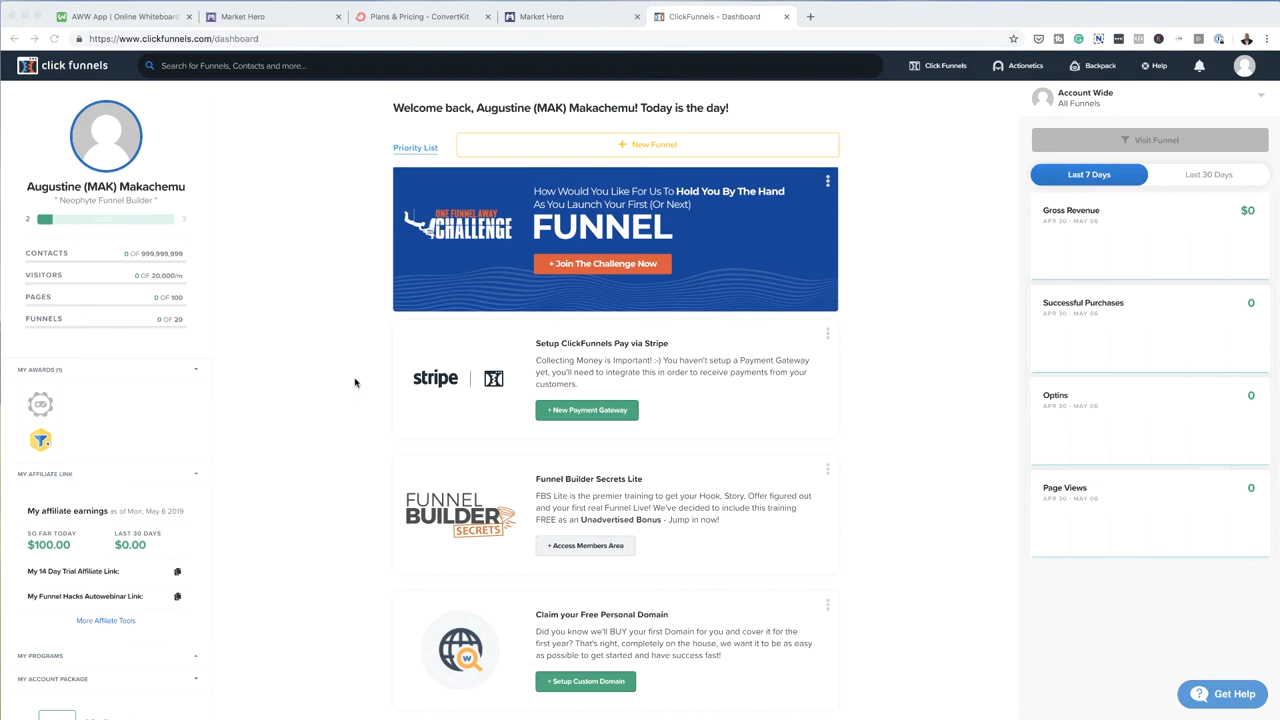 AWW App | Online Whiteboard
Market Hero
Plans & Pricing - ConvertKit
Market Hero
ClickFunnels - Dashboard
https://www.clickfunnels.com/dashboard
click funnels
Search for Funnels, Contacts and more...
Click Funnels
Actionetics
Backpack
Help
Augustine (MAK) Makachemu
" Neophyte Funnel Builder "
2
3
CONTACTS 0 OF 999,999,999
VISITORS 0 OF 20,000/m
PAGES 0 OF 100
FUNNELS 0 OF 20
MY AWARDS (1)
MY AFFILIATE LINK
My affiliate earnings as of Mon, May 6 2019
SO FAR TODAY LAST 30 DAYS
$100.00 $0.00
My 14 Day Trial Affiliate Link:
My Funnel Hacks Autowebinar Link:
More Affiliate Tools
MY PROGRAMS
MY ACCOUNT PACKAGE
Welcome back, Augustine (MAK) Makachemu! Today is the day!
Priority List
+ New Funnel
ONE FUNNEL AWAY
CHALLENGE
How Would You Like For Us To Hold You By The Hand
As You Launch Your First (Or Next)
FUNNEL
+ Join The Challenge Now
stripe
Setup ClickFunnels Pay via Stripe
Collecting Money is Important! :-) You haven't setup a Payment Gateway
yet, you'll need to integrate this in order to receive payments from your
customers.
+ New Payment Gateway
FUNNEL
BUILDER
SECRETS
Funnel Builder Secrets Lite
FBS Lite is the premier training to get your Hook, Story, Offer figured out
and your first real Funnel Live! We've decided to include this training
FREE as an Unadvertised Bonus - Jump in now!
+ Access Members Area
Claim your Free Personal Domain
Did you know we'll BUY your first Domain for you and cover it for the
first year? That's right, completely on the house, we want it to be as easy
as possible to get started and have success fast!
+ Setup Custom Domain
Account Wide
All Funnels
Visit Funnel
Last 7 Days Last 30 Days
Gross Revenue $0
APR 30 - MAY 06
Successful Purchases 0
APR 30 - MAY 06
Optins 0
APR 30 - MAY 06
Page Views 0
APR 30 - MAY 06
Get Help